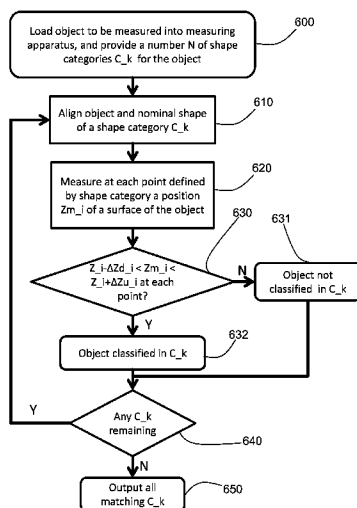 Load object to be measured into measuring
apparatus, and provide a number N of shape
categories C_k for the object
600
Align object and nominal shape
of a shape category C_k
610
Measure at each point defined
by shape category a position
Zm_i of a surface of the object
620
630
631
Z_i-ΔZd_i < Zm_i <
Z_i+ΔZu_i at each
point?
N
Object not
classified in C_k
Y
Object classified in C_k
632
Y
Any C_k
remaining
640
N
Output all
matching C_k
650